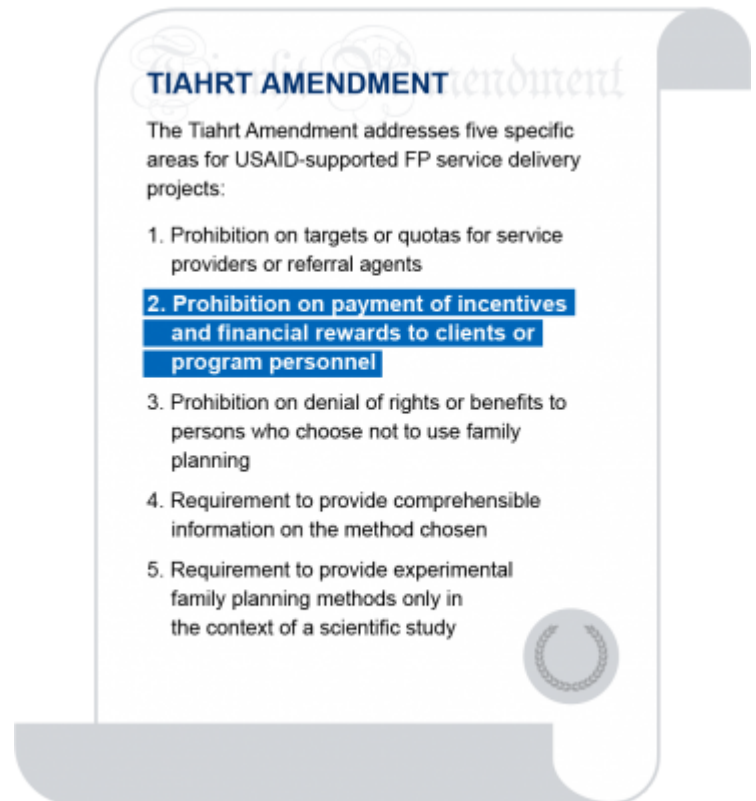 Tiahrt Amendment
TIAHRT AMENDMENT
The Tiahrt Amendment addresses five specific
areas for USAID-supported FP service delivery
projects:
1. Prohibition on targets or quotas for service
providers or referral agents
2. Prohibition on payment of incentives
and financial rewards to clients or
program personnel
3. Prohibition on denial of rights or benefits to
persons who choose not to use family
planning
4. Requirement to provide comprehensible
information on the method chosen
5. Requirement to provide experimental
family planning methods only in
the context of a scientific study